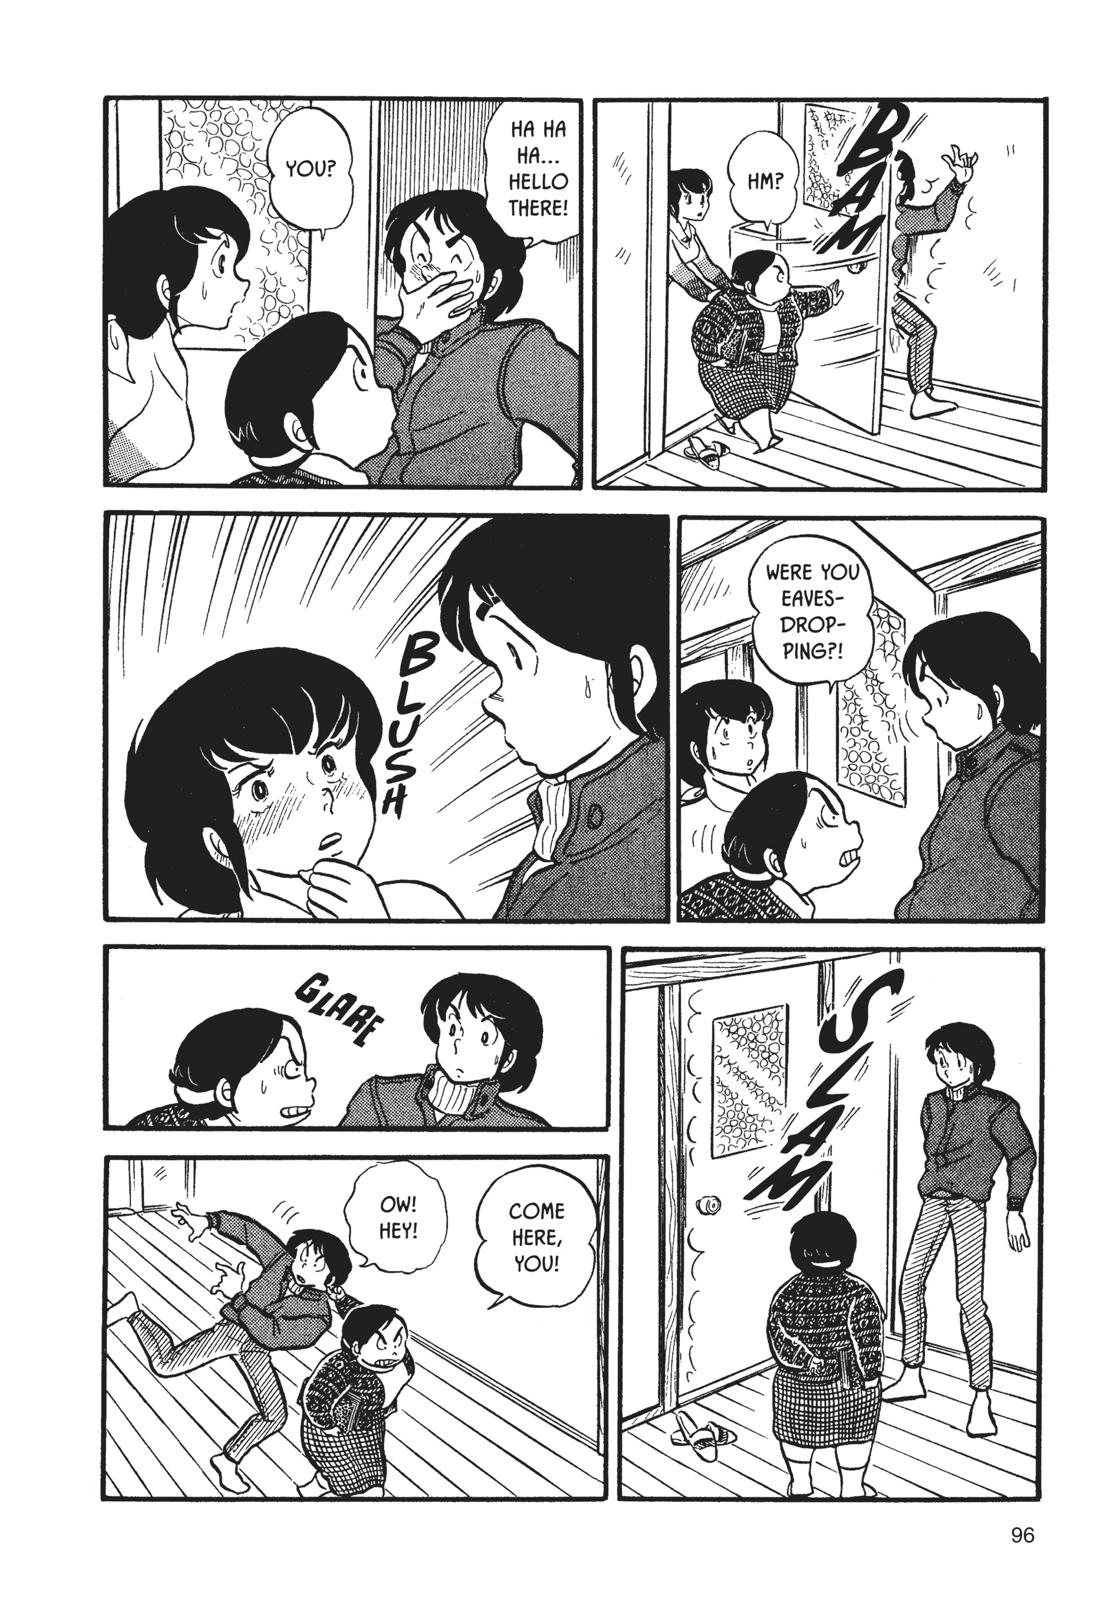 HM?
BAM
HA HA
HA...
HELLO
THERE!
YOU?
WERE YOU
EAVES-
DROP-
PING?!
BLUSH
SLAM
GLARE
COME
HERE,
YOU!
OW!
HEY!
96